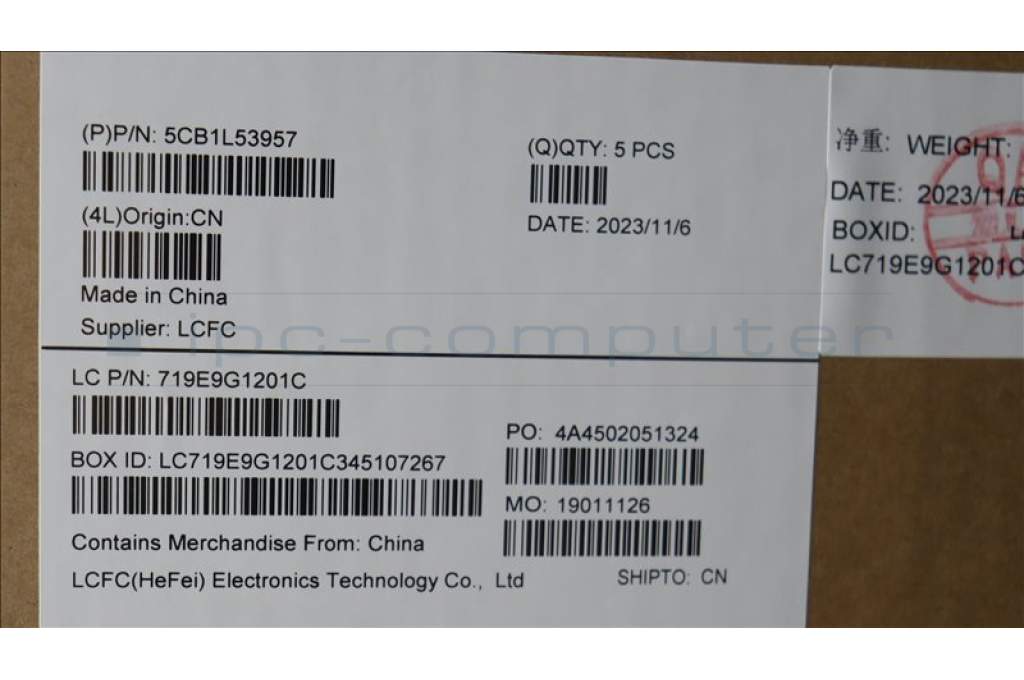 (P)P/N: 5CB1L53957
(Q)QTY: 5 PCS
(4L)Origin:CN
DATE: 2023/11/6
Made in China
Supplier: LCFC
ipc-computer
LC P/N: 719E9G1201C
BOX ID: LC719E9G1201C345107267
PO: 4A4502051324
MO: 19011126
Contains Merchandise From: China
LCFC(HeFei) Electronics Technology Co., Ltd
SHIPTO: CN
净重: WEIGHT:
DATE: 2023/11/6
BOXID:
LC719E9G1201C